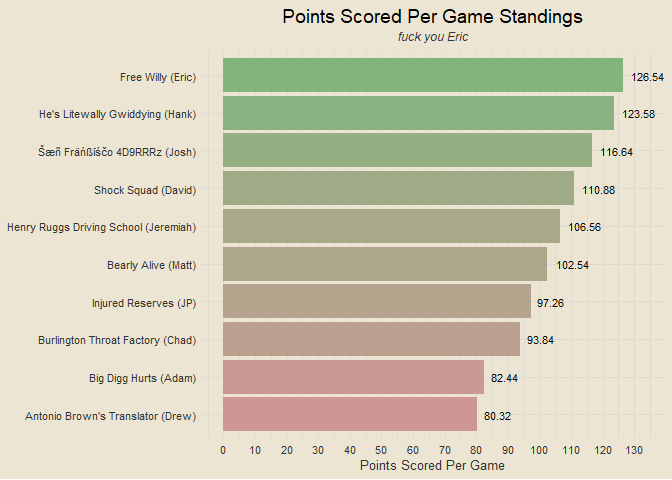 Points Scored Per Game Standings
fuck you Eric
Free Willy (Eric)
126.54
He's Litewally Gwiddying (Hank)
123.58
Šæñ Fräńßïščo 4D9RRRz (Josh)
116.64
Shock Squad (David)
110.88
Henry Ruggs Driving School (Jeremiah)
106.56
Bearly Alive (Matt)
102.54
Injured Reserves (JP)
97.26
Burlington Throat Factory (Chad)
93.84
Big Digg Hurts (Adam)
82.44
Antonio Brown's Translator (Drew)
80.32
0 10 20 30 40 50 60 70 80 90 100 110 120 130
Points Scored Per Game